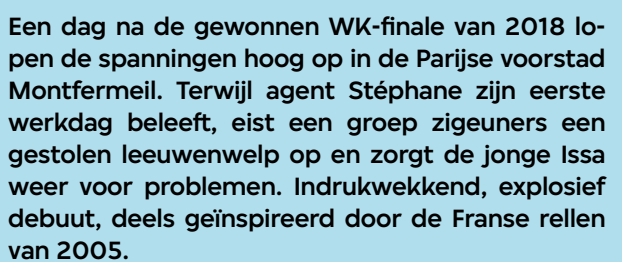 Een dag na de gewonnen WK-finale van 2018 lo-
pen de spanningen hoog op in de Parijse voorstad
Montfermeil. Terwijl agent Stéphane zijn eerste
werkdag beleeft, eist een groep zigeuners een
gestolen leeuwenwelp op en zorgt de jonge Issa
weer voor problemen. Indrukwekkend, explosief
debuut, deels geïnspireerd door de Franse rellen
van 2005.